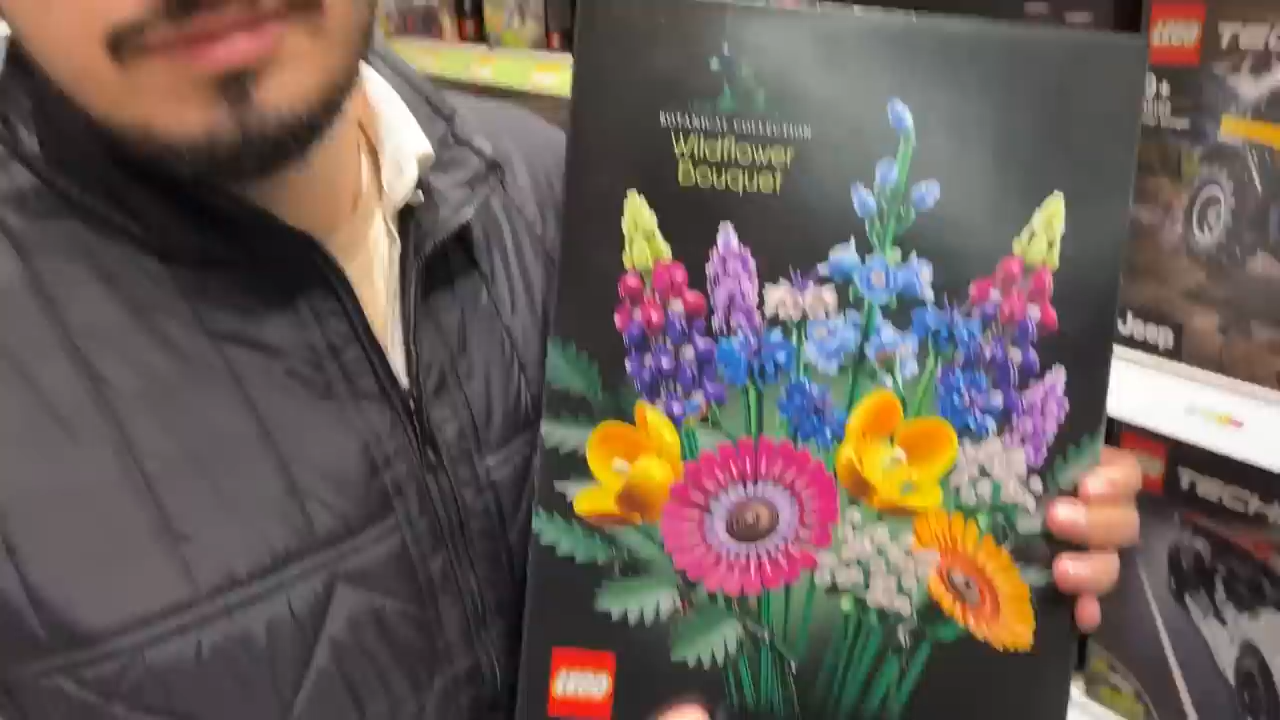 BOTANICAL COLLECTION
Wildflower
Bouquet
LEGO
LEGO
Jeep